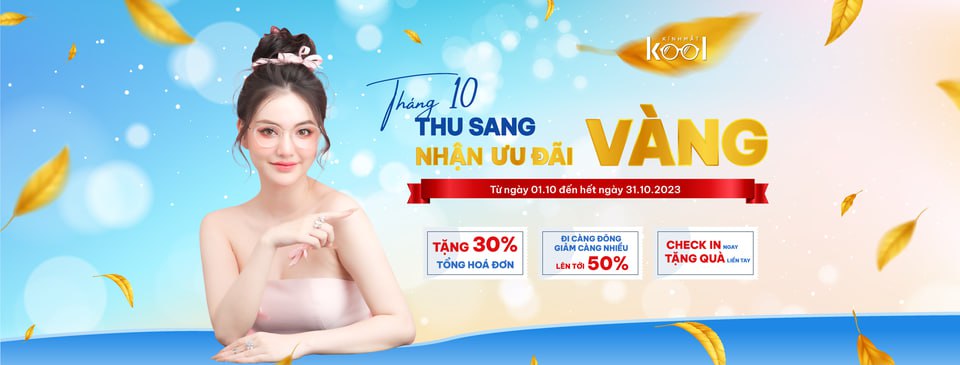 KÍNH MẮT
kool
Tháng 10
THU SANG
NHẬN ƯU ĐÃI VÀNG
Từ ngày 01.10 đến hết ngày 31.10.2023
TẶNG 30%
TỔNG HOÁ ĐƠN
ĐI CÀNG ĐÔNG
GIẢM CÀNG NHIỀU
LÊN TỚI 50%
CHECK IN NGAY
TẶNG QUÀ LIỀN TAY